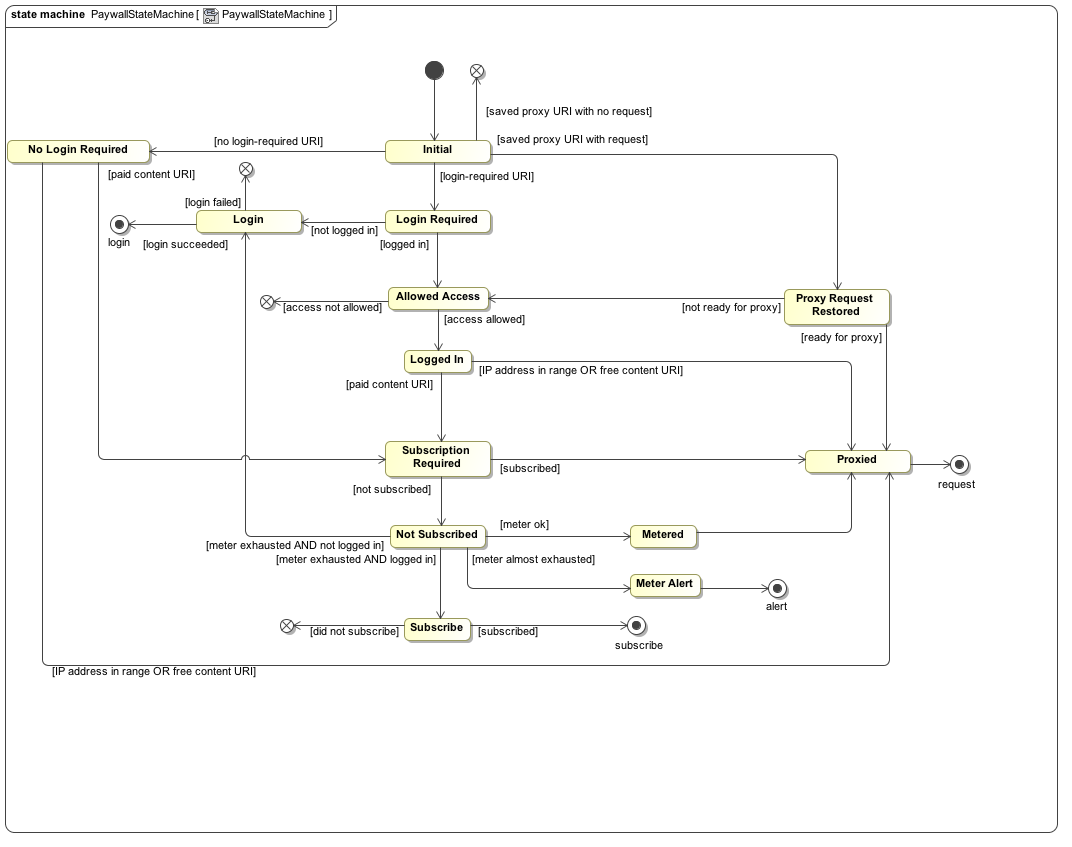 state machine PaywallStateMachine [ PaywallStateMachine ]
[saved proxy URI with no request]
[no login-required URI]
[saved proxy URI with request]
No Login Required
Initial
[paid content URI]
[login-required URI]
[login failed]
Login
Login Required
[not logged in]
login
[login succeeded]
[logged in]
Allowed Access
Proxy Request
Restored
[access not allowed]
[not ready for proxy]
[access allowed]
[ready for proxy]
Logged In
[IP address in range OR free content URI]
[paid content URI]
Subscription
Required
Proxied
[subscribed]
request
[not subscribed]
[meter ok]
Not Subscribed
Metered
[meter exhausted AND not logged in]
[meter exhausted AND logged in]
[meter almost exhausted]
Meter Alert
alert
Subscribe
[did not subscribe]
[subscribed]
subscribe
[IP address in range OR free content URI]